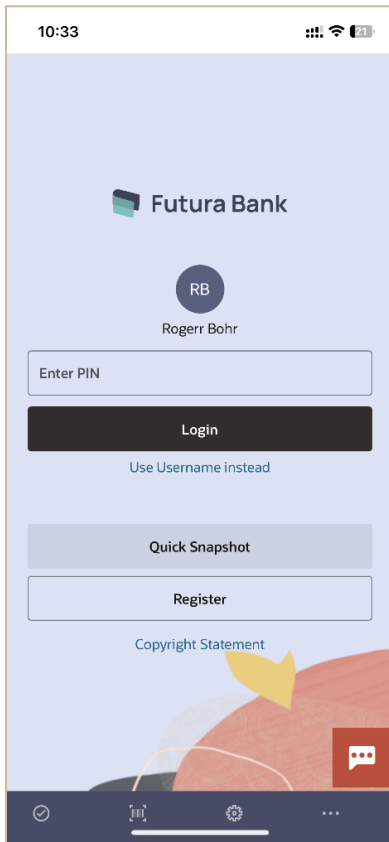 10:33
21
Futura Bank
RB
Rogerr Bohr
Enter PIN
Login
Use Username instead
Quick Snapshot
Register
Copyright Statement